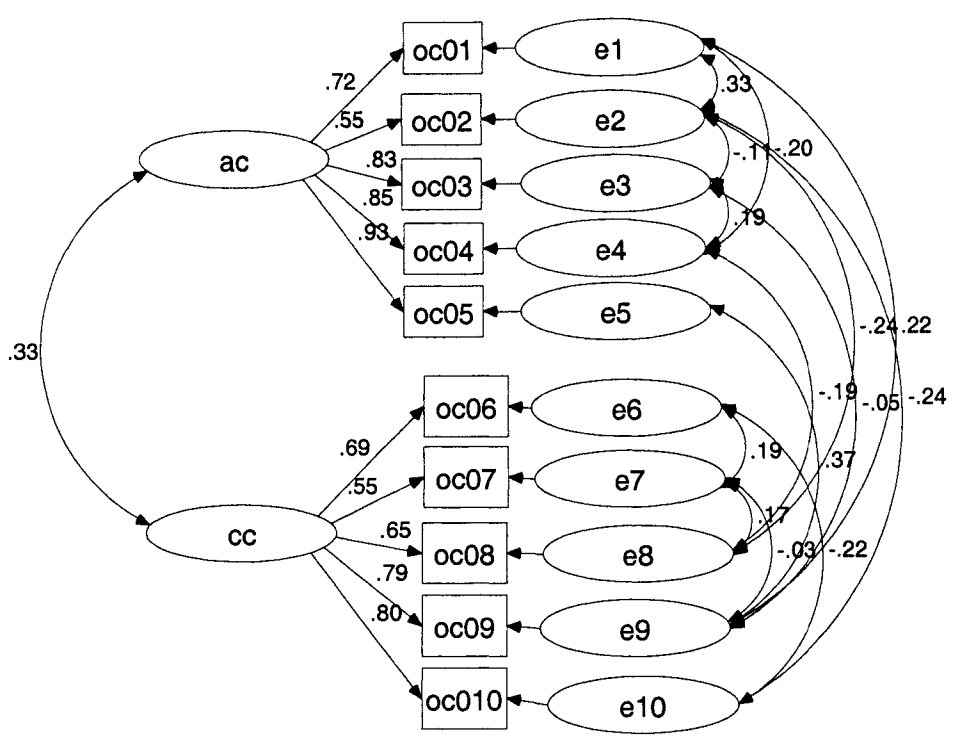 oc01 e1
.72 .33
.55 oc02 e2
-.11 -.20
ac .83 oc03 e3
.85 .19
.93 oc04 e4
oc05 e5
-.24 .22
.33
-.19 -.05 -.24
oc06 e6
.69 .19 .37
.55 oc07 e7
.17
cc .65 oc08 e8
-.03 -.22
.79
.80 oc09 e9
oc010 e10